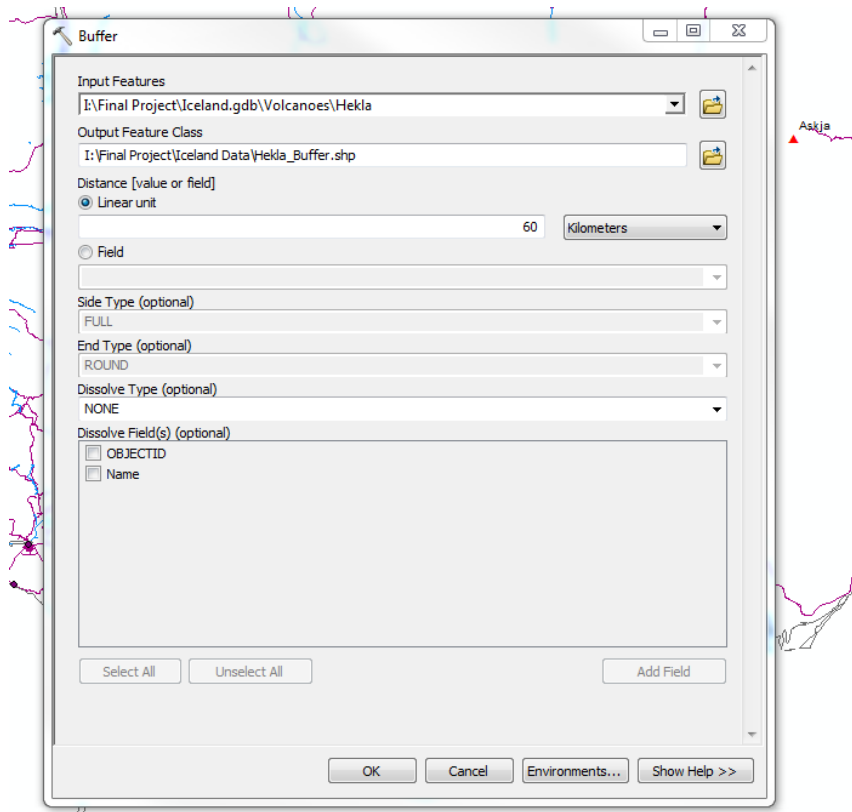 Buffer
Input Features
I:\Final Project\Iceland.gdb\Volcanoes\Hekla
Output Feature Class
I:\Final Project\Iceland Data\Hekla_Buffer.shp
Distance [value or field]
Linear unit
60 Kilometers
Field
Side Type (optional)
FULL
End Type (optional)
ROUND
Dissolve Type (optional)
NONE
Dissolve Field(s) (optional)
OBJECTID
Name
Select All Unselect All Add Field
OK Cancel Environments... Show Help >>
Askja